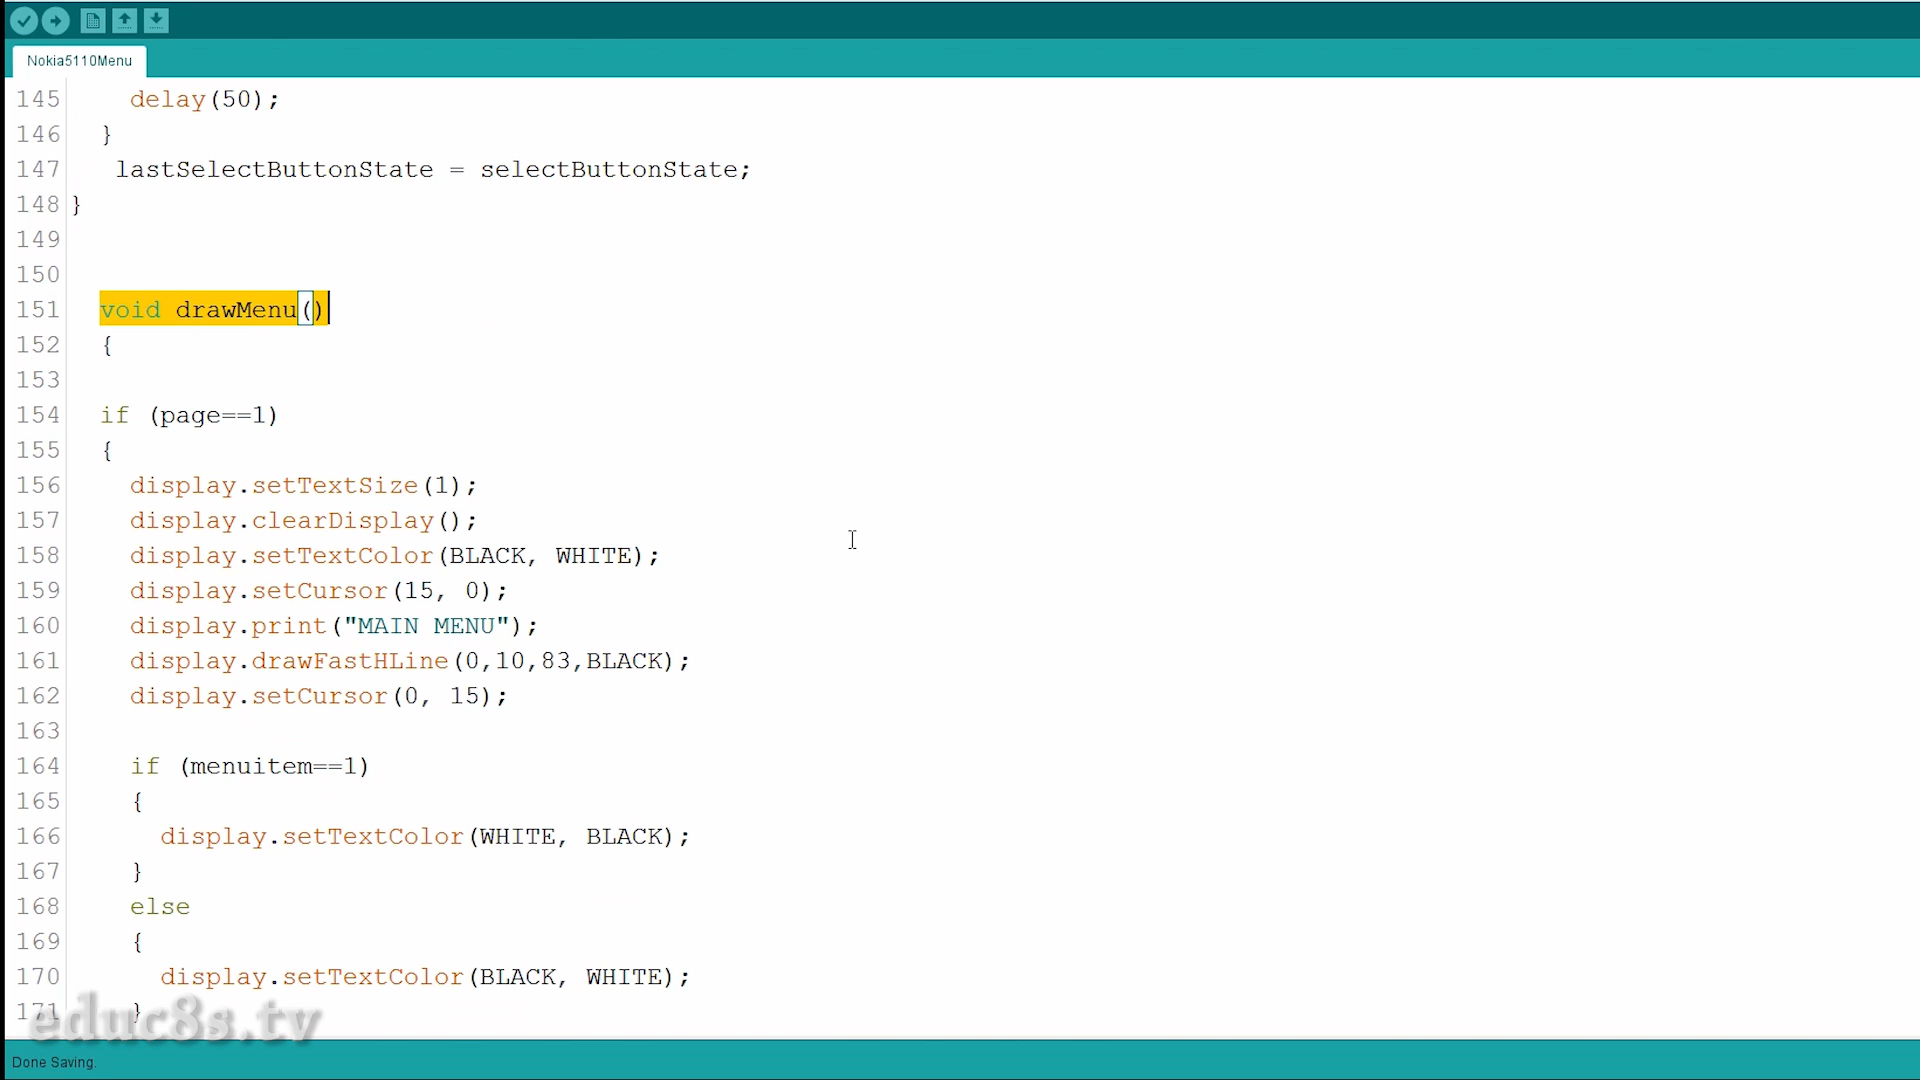 Nokia5110Menu
145 delay(50);
146 }
147 lastSelectButtonState = selectButtonState;
148 }
149
150
151 void drawMenu()
152 {
153
154 if (page==1)
155 {
156 display.setTextSize(1);
157 display.clearDisplay();
158 display.setTextColor(BLACK, WHITE);
159 display.setCursor(15, 0);
160 display.print("MAIN MENU");
161 display.drawFastHLine(0,10,83,BLACK);
162 display.setCursor(0, 15);
163
164 if (menuitem==1)
165 {
166 display.setTextColor(WHITE, BLACK);
167 }
168 else
169 {
170 display.setTextColor(BLACK, WHITE);
171 }
educ8s.tv
Done Saving.